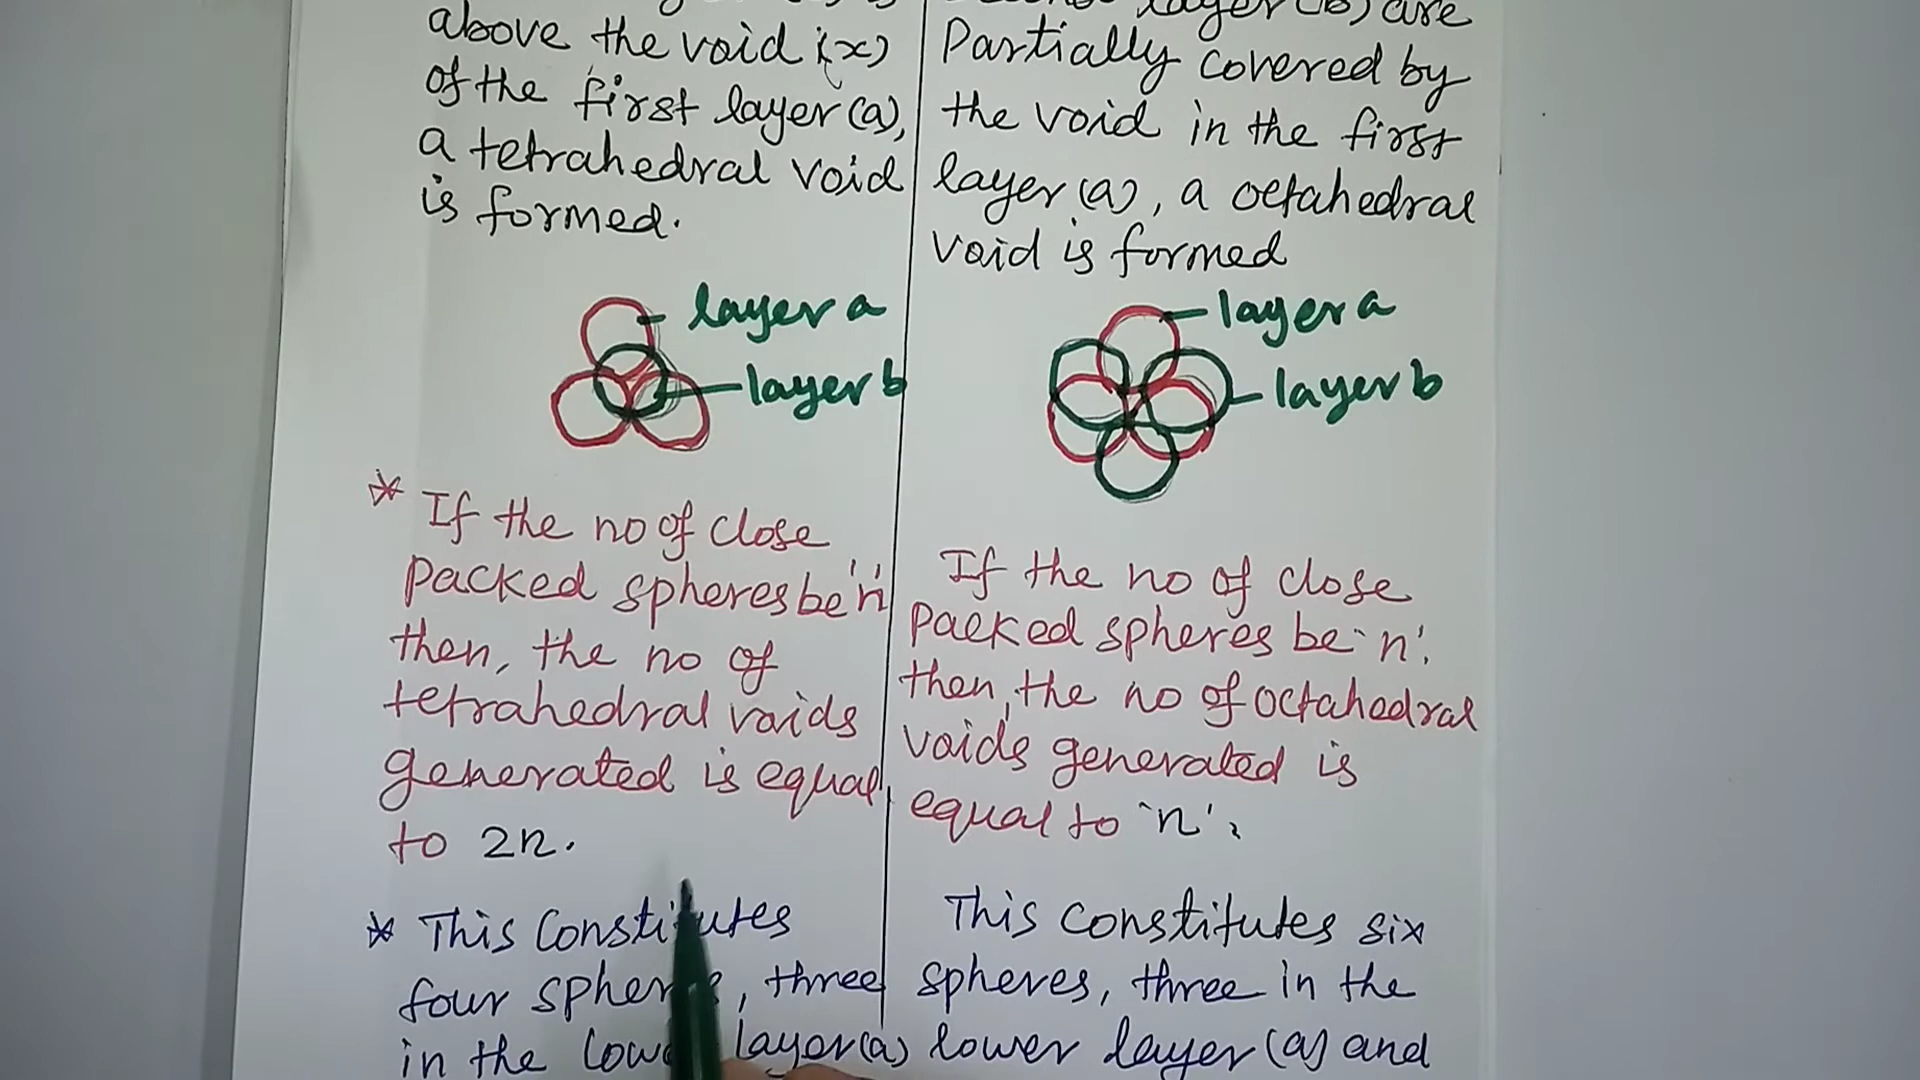 above the void (x)
of the first layer (a),
a tetrahedral void
is formed.
layer a
layer b
* If the no of close
packed spheres be 'n'
then, the no of
tetrahedral voids
generated is equal
to 2n.
* This Constitutes
four , three
in the layer (a)
layer (b) are
Partially covered by
the void in the first
layer (a), a octahedral
void is formed
layer a
layer b
If the no of close
packed spheres be 'n'.
then, the no of octahedral
voids generated is
equal to 'n'.
This constitutes six
spheres, three in the
lower layer (a) and